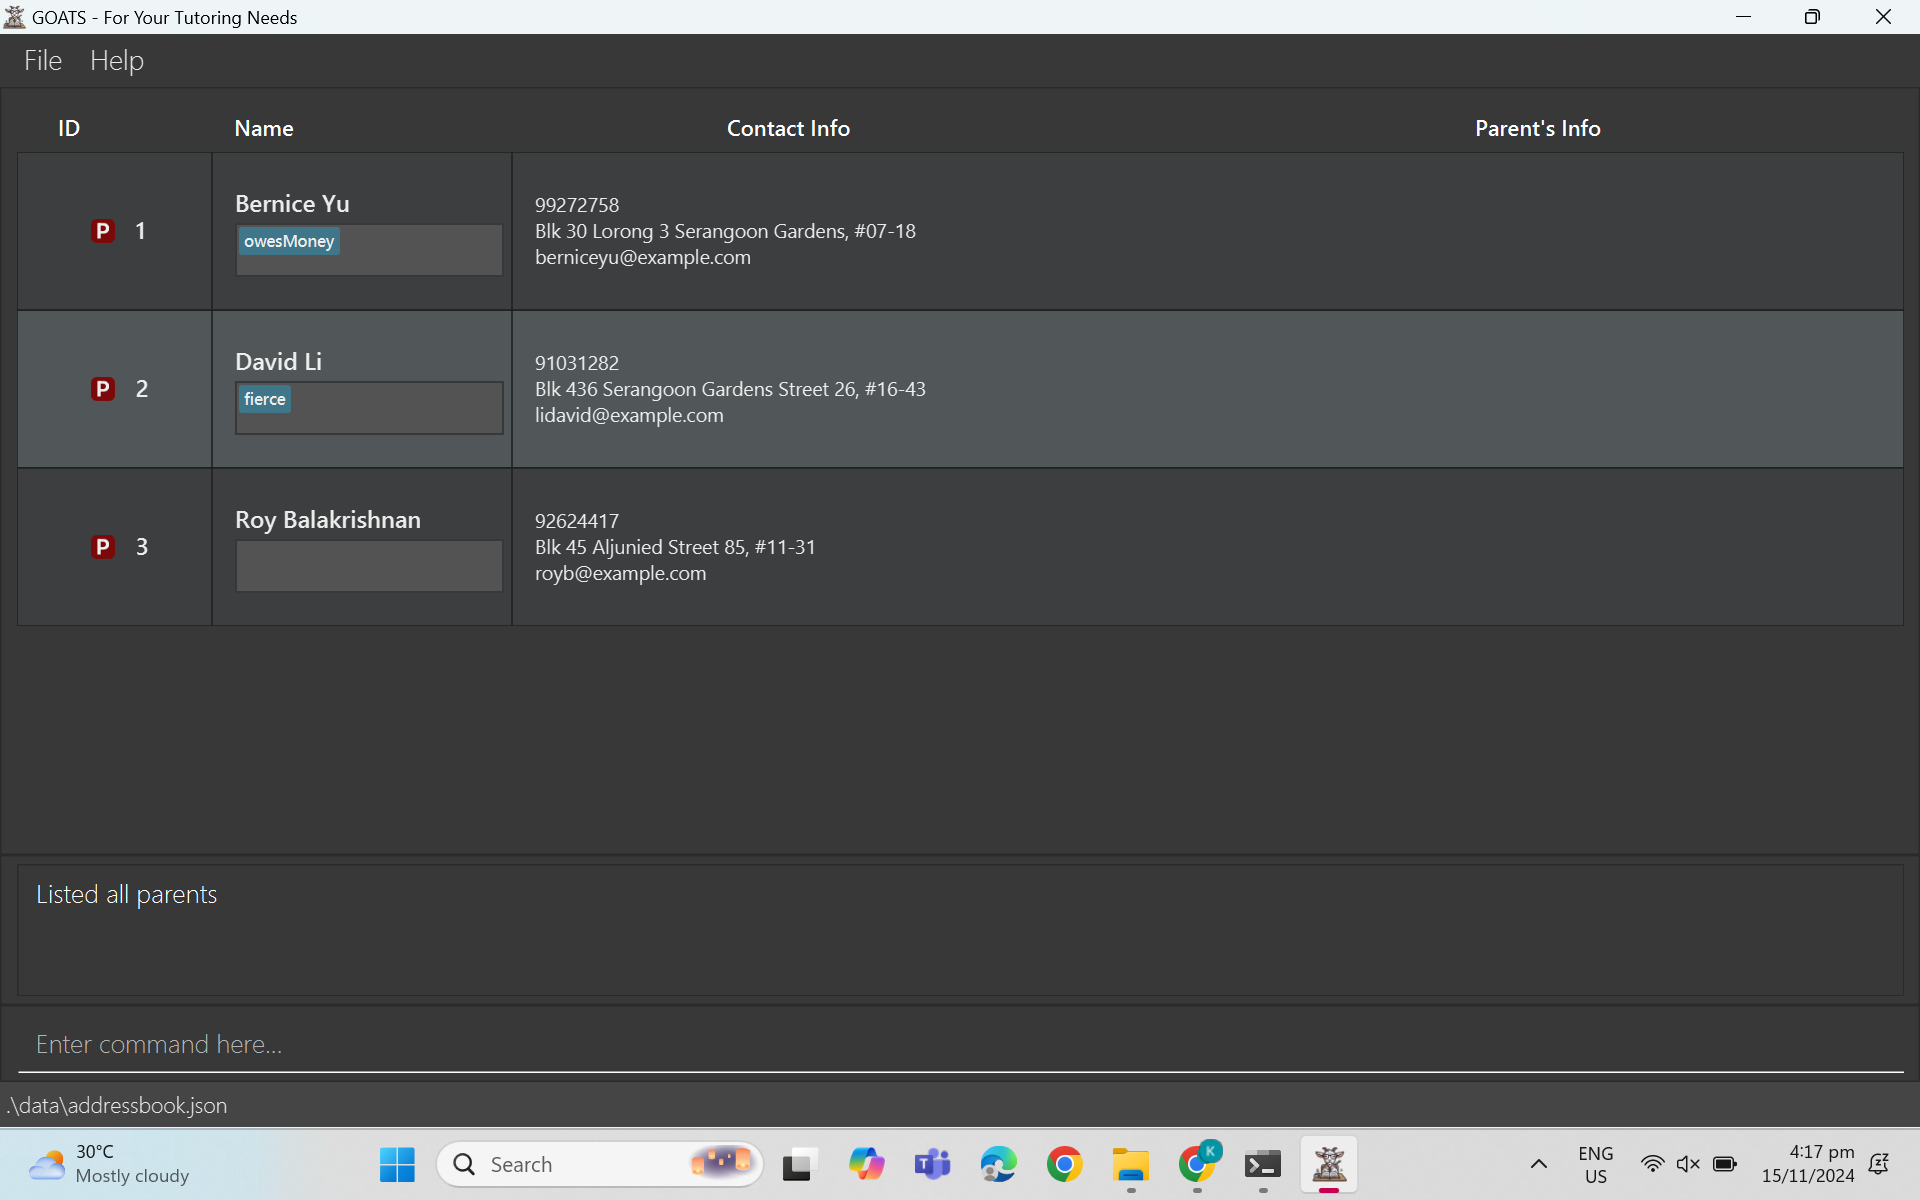 GOATS - For Your Tutoring Needs
File Help
ID Name Contact Info Parent's Info
P 1
Bernice Yu
owesMoney
99272758
Blk 30 Lorong 3 Serangoon Gardens, #07-18
berniceyu@example.com
P 2
David Li
fierce
91031282
Blk 436 Serangoon Gardens Street 26, #16-43
lidavid@example.com
P 3
Roy Balakrishnan
92624417
Blk 45 Aljunied Street 85, #11-31
royb@example.com
Listed all parents
Enter command here...
.\data\addressbook.json
30°C
Mostly cloudy
Search
T
K
ENG
US
4:17 pm
15/11/2024